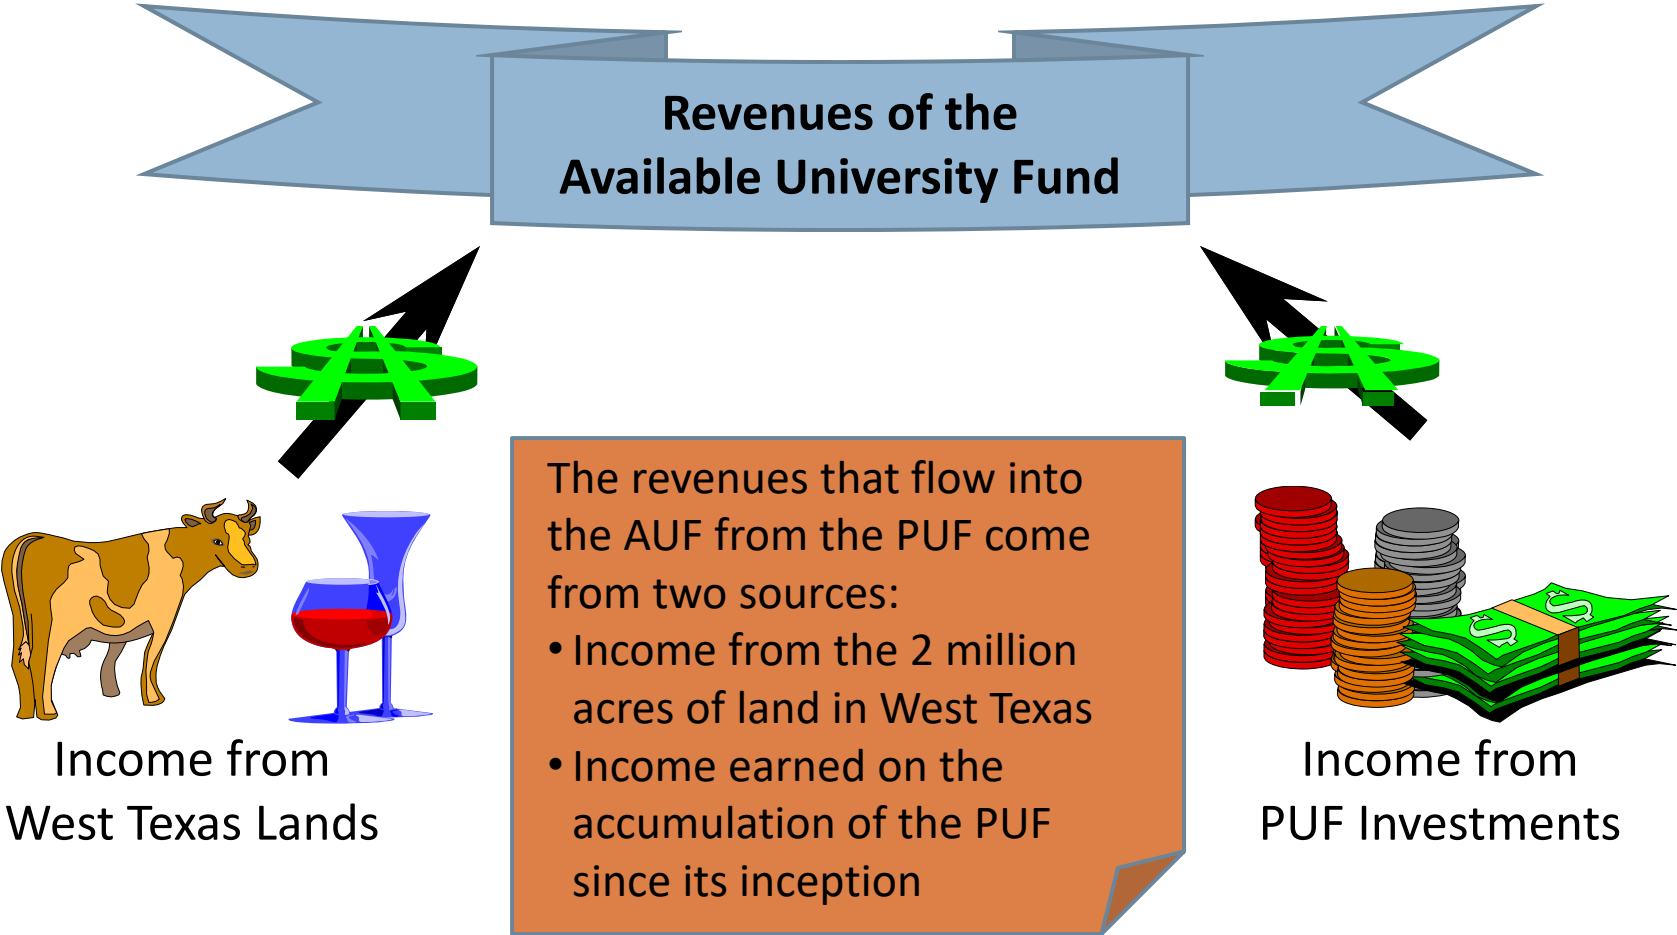 Revenues of the
Available University Fund
The revenues that flow into
the AUF from the PUF come
from two sources:
• Income from the 2 million
acres of land in West Texas
• Income earned on the
accumulation of the PUF
since its inception
Income from
West Texas Lands
Income from
PUF Investments